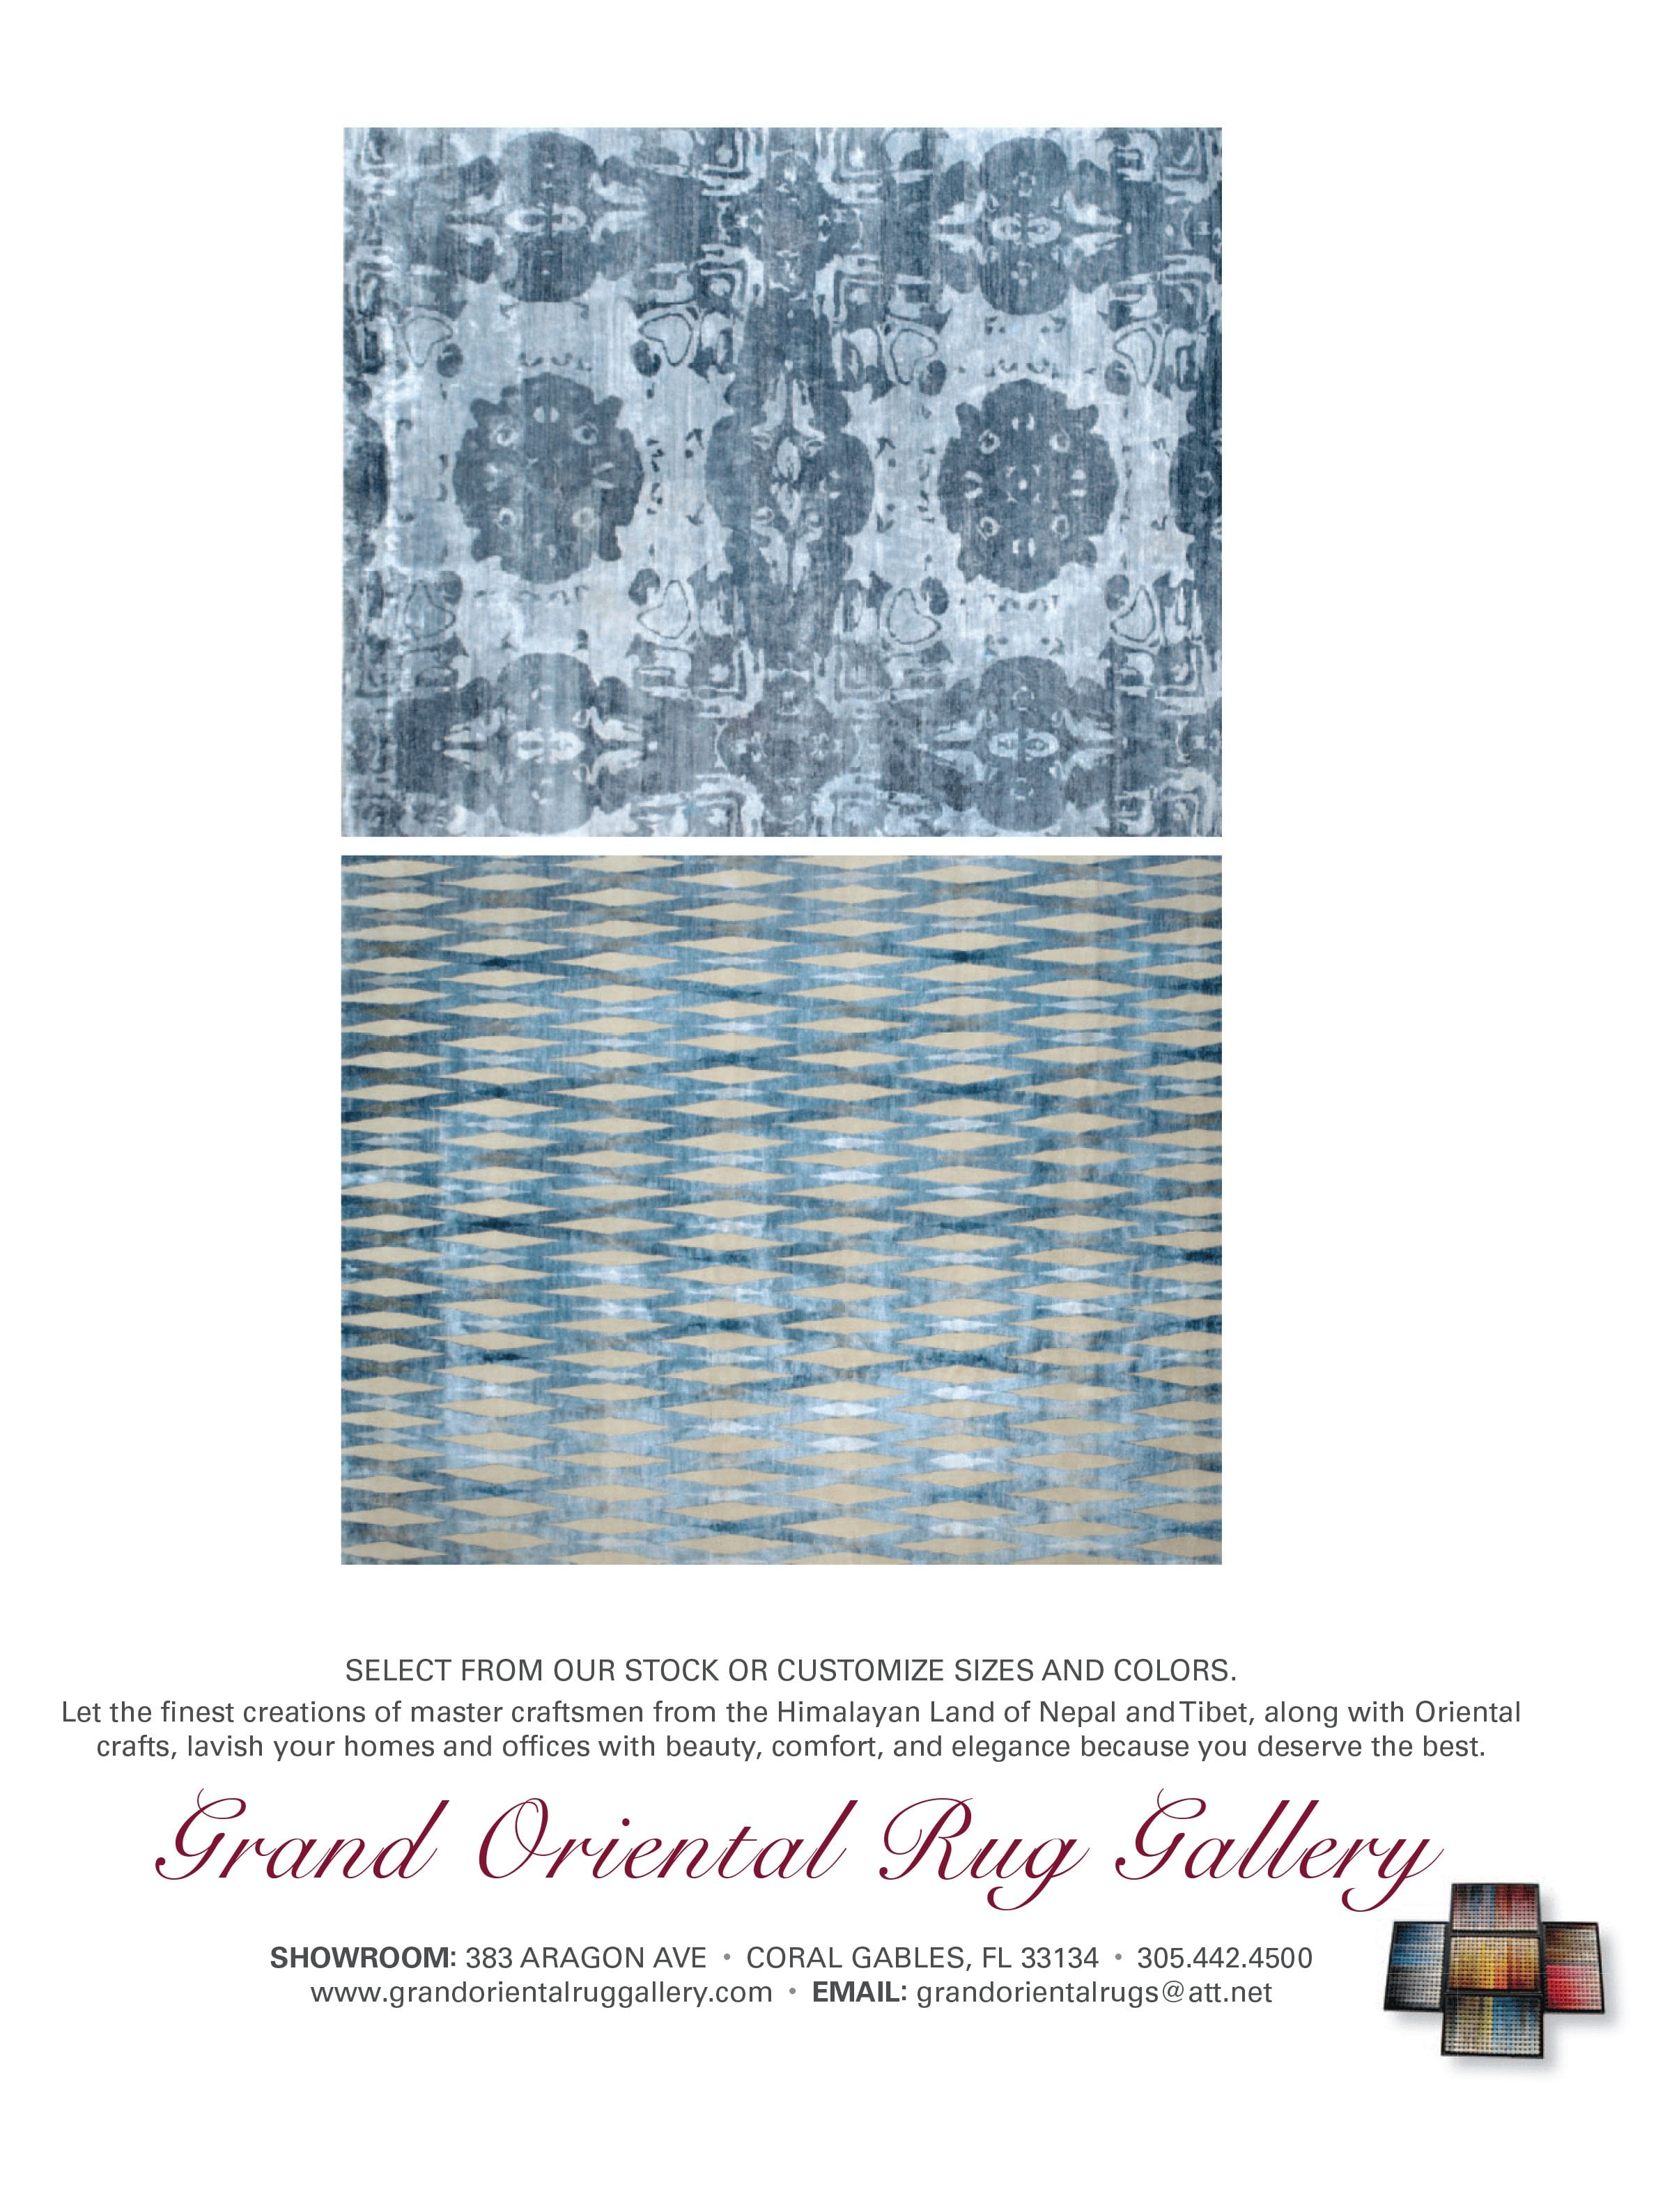 SELECT FROM OUR STOCK OR CUSTOMIZE SIZES AND COLORS.
Let the finest creations of master craftsmen from the Himalayan Land of Nepal and Tibet, along with Oriental
crafts, lavish your homes and offices with beauty, comfort, and elegance because you deserve the best.
Grand Oriental Rug Gallery
SHOWROOM: 383 ARAGON AVE • CORAL GABLES, FL 33134 • 305.442.4500
www.grandorientalruggallery.com • EMAIL: grandorientalrugs@att.net